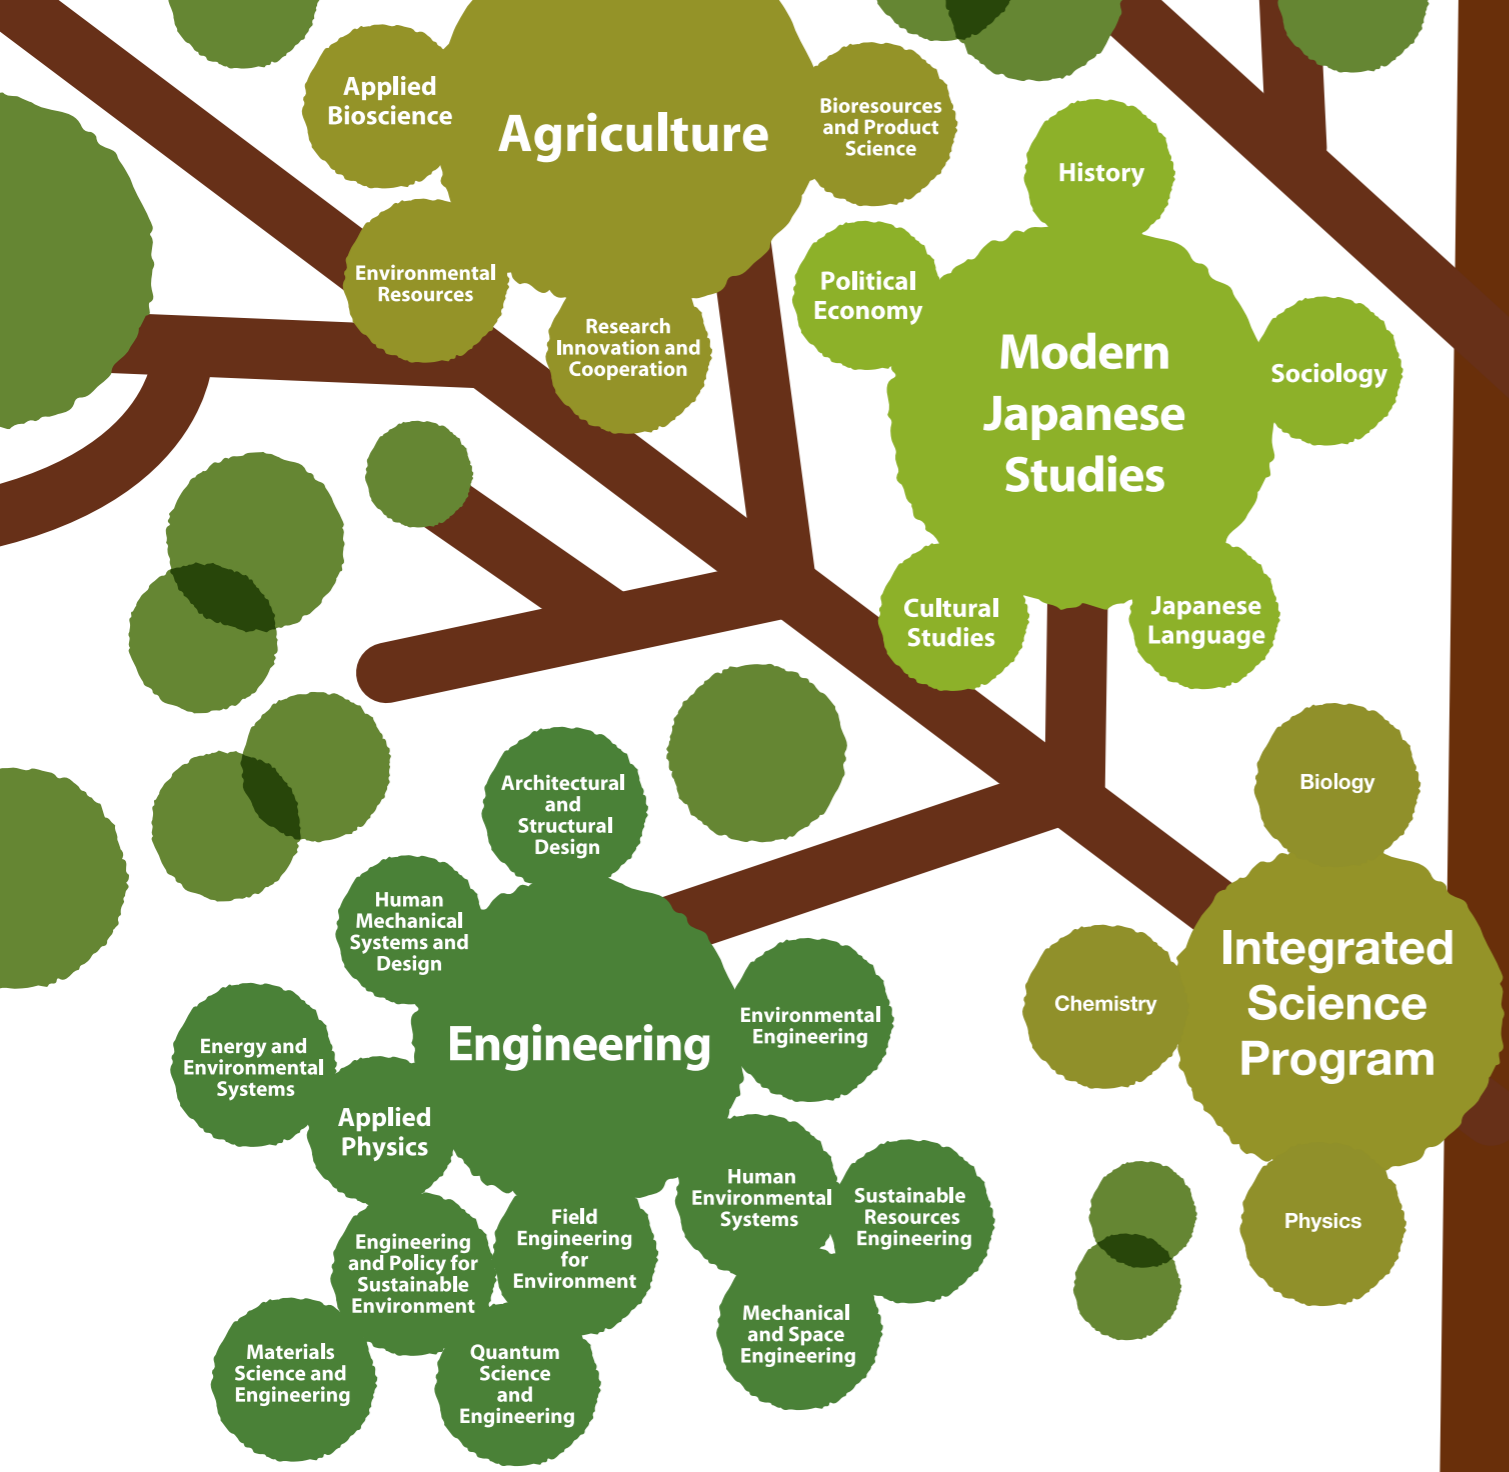 Applied
Bioscience
Agriculture
Bioresources
and Product
Science
Environmental
Resources
Research
Innovation and
Cooperation
History
Political
Economy
Modern
Japanese
Studies
Sociology
Cultural
Studies
Japanese
Language
Biology
Chemistry
Integrated
Science
Program
Physics
Architectural
and
Structural
Design
Human
Mechanical
Systems and
Design
Engineering
Environmental
Engineering
Energy and
Environmental
Systems
Applied
Physics
Human
Environmental
Systems
Sustainable
Resources
Engineering
Field
Engineering
for
Environment
Engineering
and Policy for
Sustainable
Environment
Mechanical
and Space
Engineering
Materials
Science and
Engineering
Quantum
Science
and
Engineering